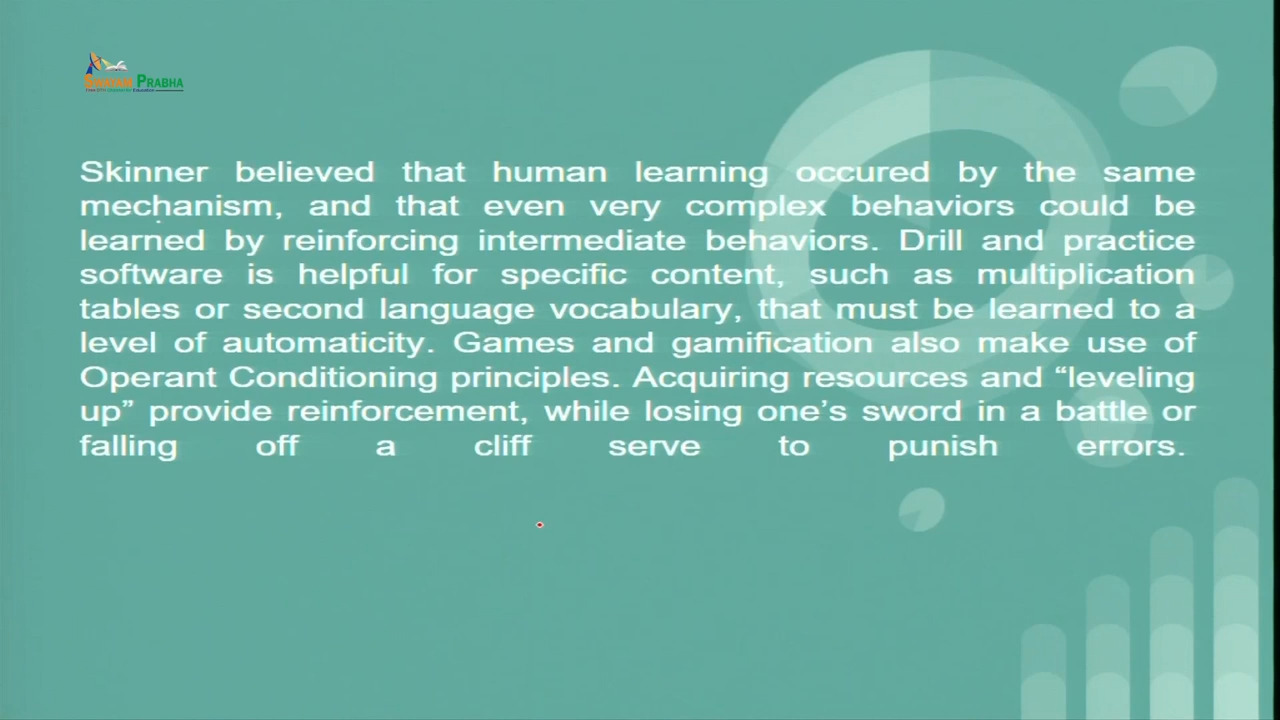 SWAYAM PRABHA
Skinner believed that human learning occured by the same
mechanism, and that even very complex behaviors could be
learned by reinforcing intermediate behaviors. Drill and practice
software is helpful for specific content, such as multiplication
tables or second language vocabulary, that must be learned to a
level of automaticity. Games and gamification also make use of
Operant Conditioning principles. Acquiring resources and “leveling
up” provide reinforcement, while losing one’s sword in a battle or
falling off a cliff serve to punish errors.